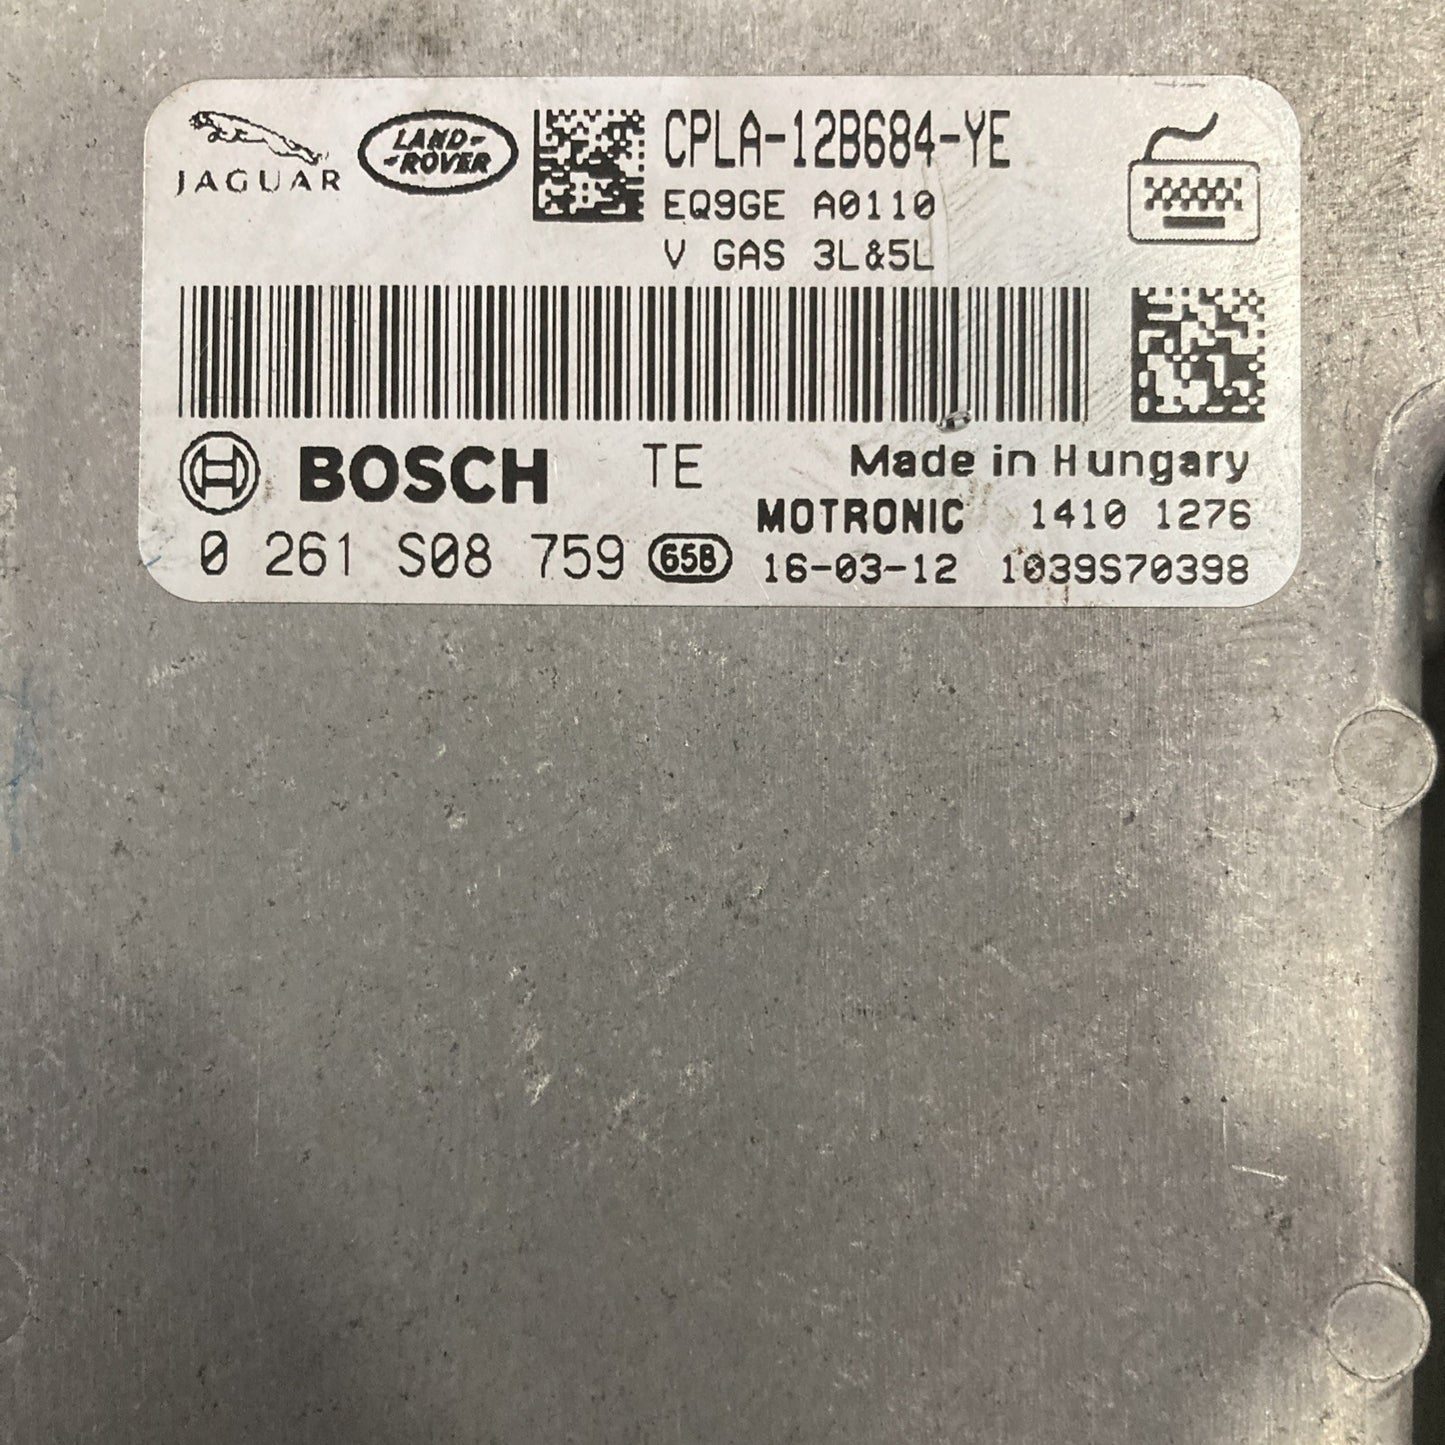 JAGUAR
LAND-
-ROVER
CPLA-12B684-YE
EQ9GE A0110
V GAS 3L&5L
BOSCH TE
Made in Hungary
MOTRONIC 1410 1276
0 261 S08 759 65B
16-03-12 1039S70398